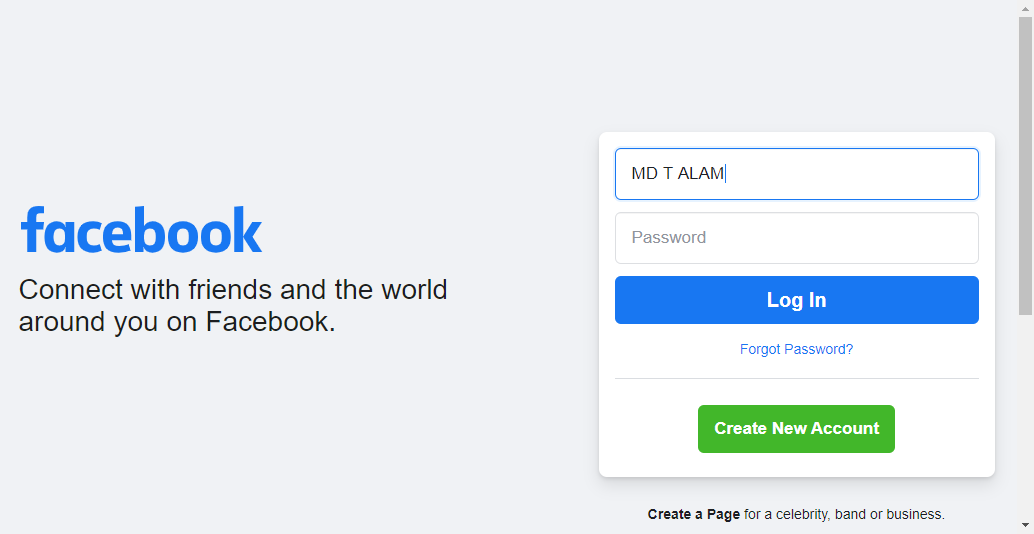 facebook
Connect with friends and the world
around you on Facebook.
MD T ALAM
Password
Log In
Forgot Password?
Create New Account
Create a Page for a celebrity, band or business.